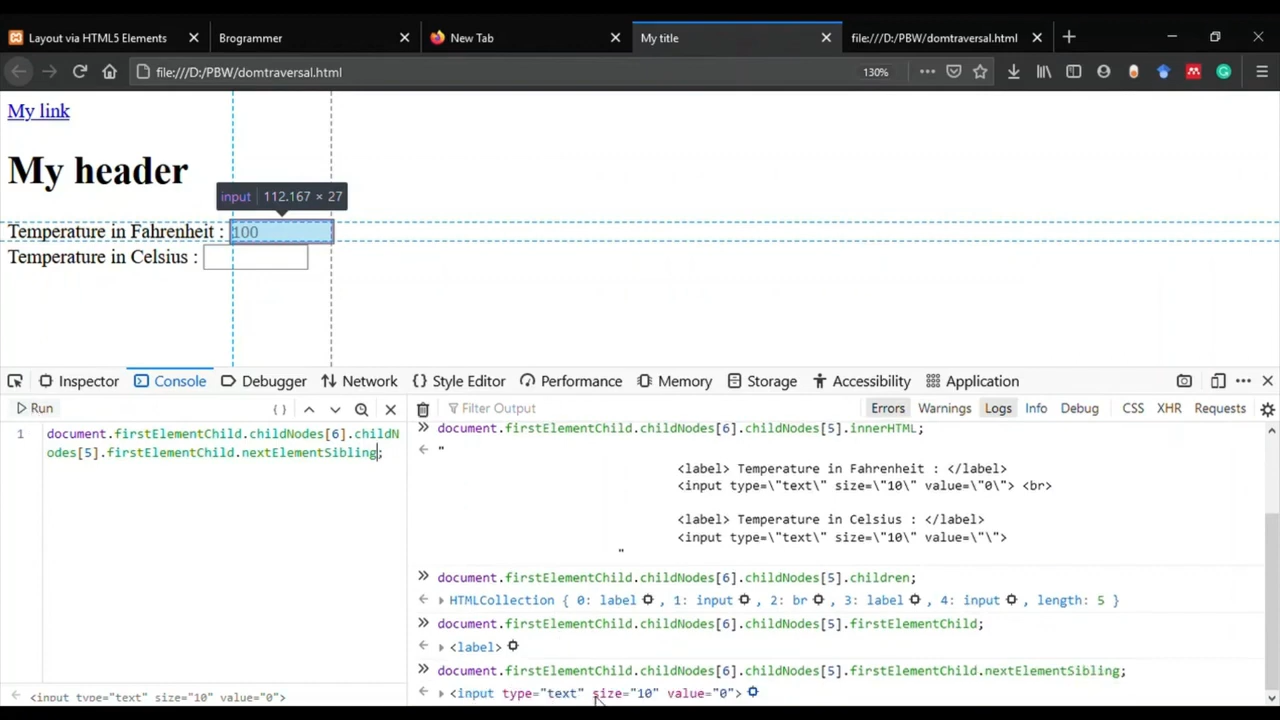 Layout via HTML5 Elements
Brogrammer
New Tab
My title
file:///D:/PBW/domtraversal.html
file:///D:/PBW/domtraversal.html
130%
My link
My header
input 112.167 × 27
Temperature in Fahrenheit : 100
Temperature in Celsius :
Inspector
Console
Debugger
Network
Style Editor
Performance
Memory
Storage
Accessibility
Application
Run
Filter Output
Errors
Warnings
Logs
Info
Debug
CSS
XHR
Requests
1
document.firstElementChild.childNodes[6].childN
odes[5].firstElementChild.nextElementSibling;
<input type="text" size="10" value="0">
document.firstElementChild.childNodes[6].childNodes[5].innerHTML;
"
<label> Temperature in Fahrenheit : </label>
<input type=\"text\" size=\"10\" value=\"0\"> <br>
<label> Temperature in Celsius : </label>
<input type=\"text\" size=\"10\" value=\"\">
"
document.firstElementChild.childNodes[6].childNodes[5].children;
HTMLCollection { 0: label , 1: input , 2: br , 3: label , 4: input , length: 5 }
document.firstElementChild.childNodes[6].childNodes[5].firstElementChild;
<label>
document.firstElementChild.childNodes[6].childNodes[5].firstElementChild.nextElementSibling;
<input type="text" size="10" value="0">